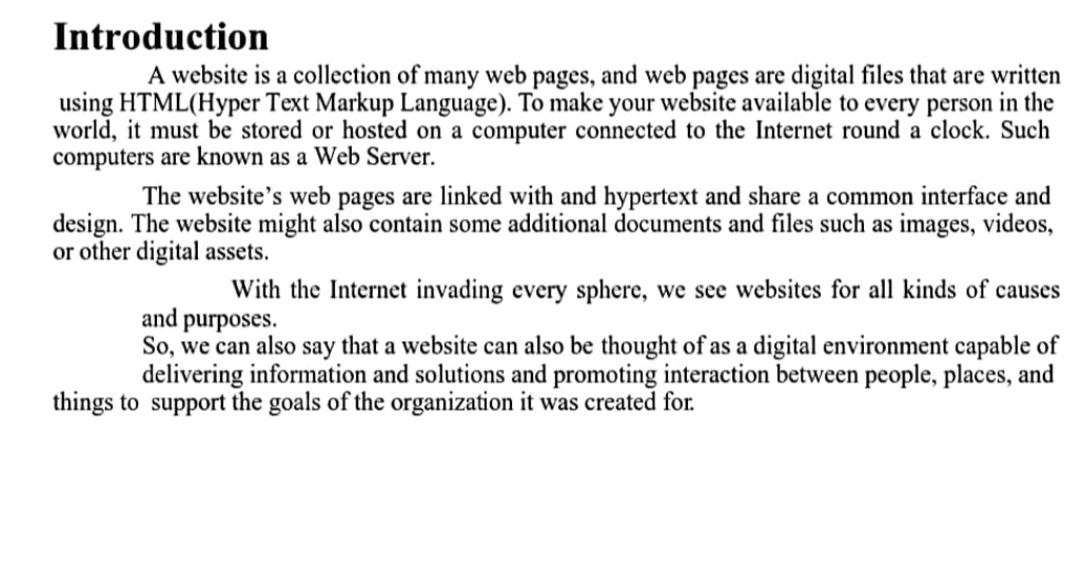 Introduction
A website is a collection of many web pages, and web pages are digital files that are written
using HTML(Hyper Text Markup Language). To make your website available to every person in the
world, it must be stored or hosted on a computer connected to the Internet round a clock. Such
computers are known as a Web Server.
The website’s web pages are linked with and hypertext and share a common interface and
design. The website might also contain some additional documents and files such as images, videos,
or other digital assets.
With the Internet invading every sphere, we see websites for all kinds of causes
and purposes.
So, we can also say that a website can also be thought of as a digital environment capable of
delivering information and solutions and promoting interaction between people, places, and
things to support the goals of the organization it was created for.